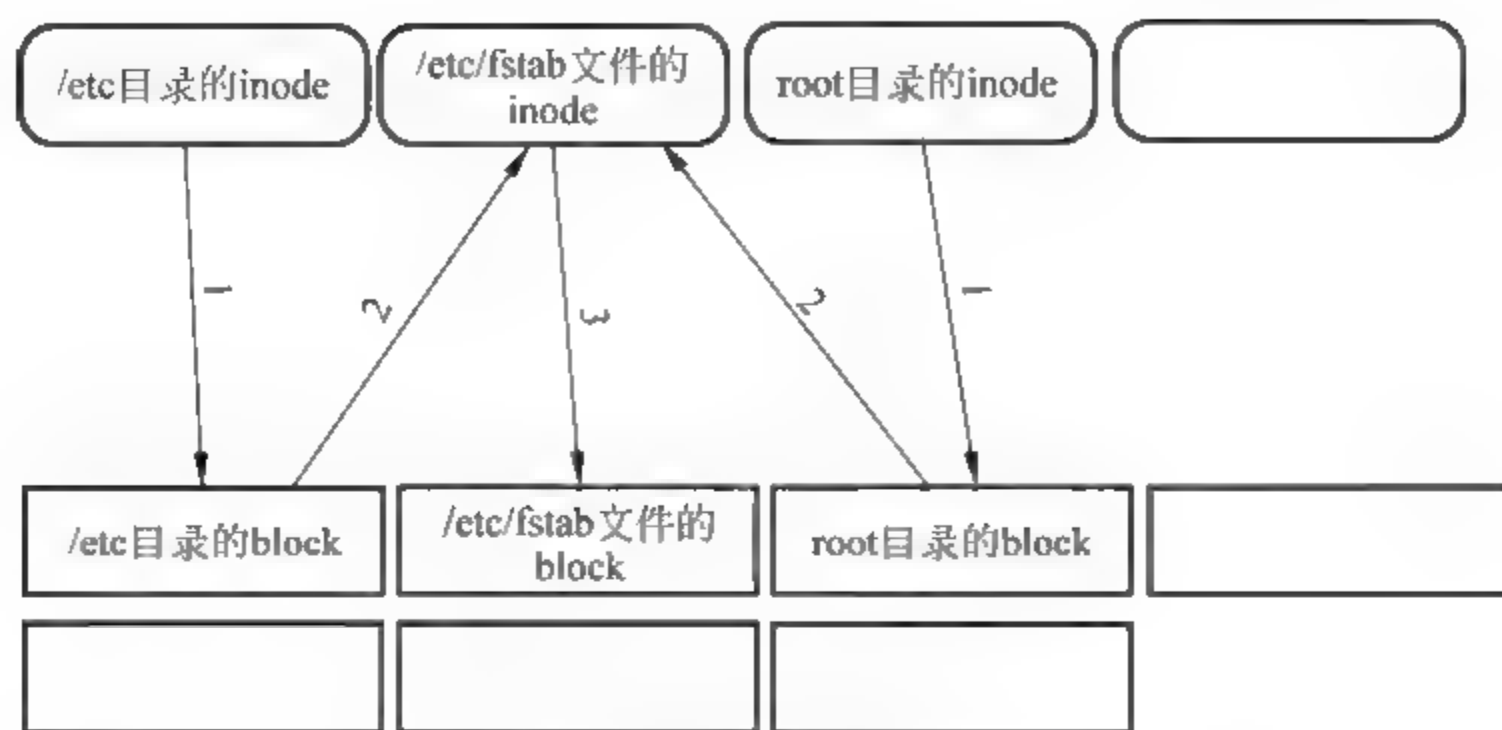 /etc目录的inode
/etc/fstab文件的
inode
root目录的inode
1
2
3
2
1
/etc目录的block
/etc/fstab文件的
block
root目录的block